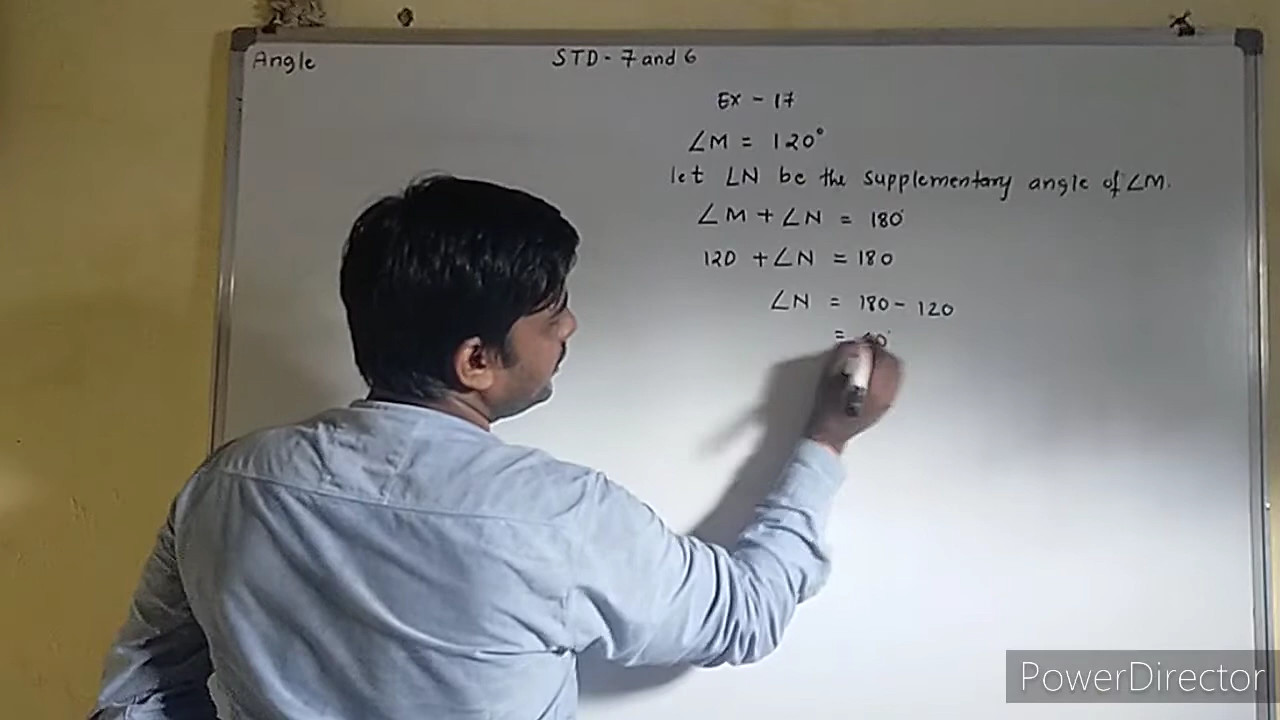 Angle
STD - 7 and 6
Ex - 17
∠M = 120°
let ∠N be the supplementary angle of ∠M.
∠M + ∠N = 180°
120 + ∠N = 180
∠N = 180 - 120
=
PowerDirector